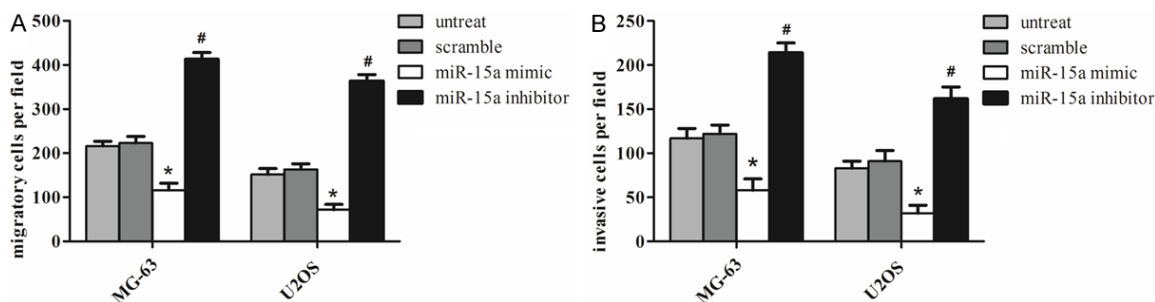 A
migratory cells per field
500
400
300
200
100
0
*
#
*
#
MG-63
U2OS
untreat
scramble
miR-15a mimic
miR-15a inhibitor
B
invasive cells per field
250
200
150
100
50
0
*
#
*
#
MG-63
U2OS
untreat
scramble
miR-15a mimic
miR-15a inhibitor